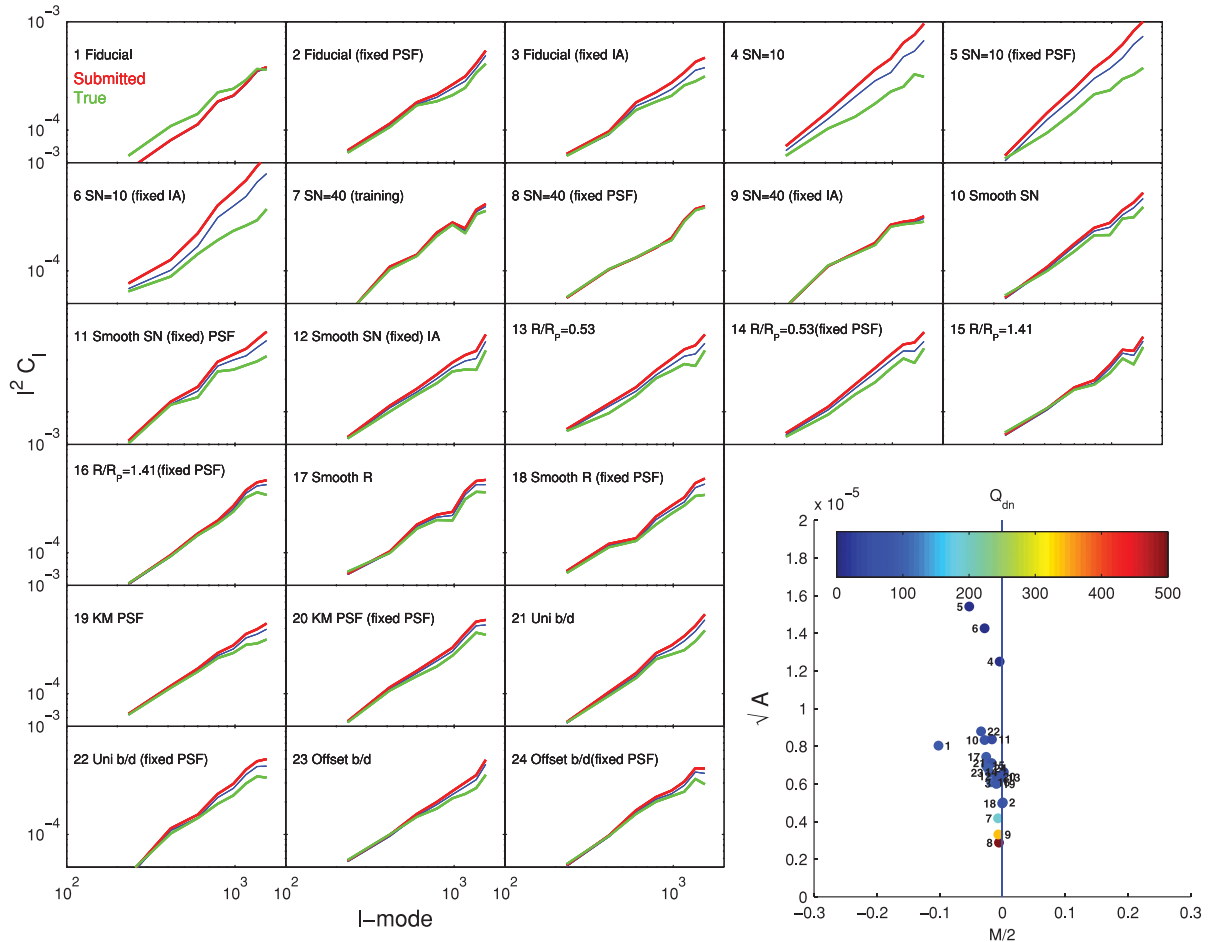 10⁻³
1 Fiducial
Submitted
True
2 Fiducial (fixed PSF)
3 Fiducial (fixed IA)
4 SN=10
5 SN=10 (fixed PSF)
10⁻⁴
10⁻³
6 SN=10 (fixed IA)
7 SN=40 (training)
8 SN=40 (fixed PSF)
9 SN=40 (fixed IA)
10 Smooth SN
10⁻⁴
11 Smooth SN (fixed) PSF
12 Smooth SN (fixed) IA
13 R/R_P=0.53
14 R/R_P=0.53(fixed PSF)
15 R/R_P=1.41
l² C_l
10⁻³
16 R/R_P=1.41(fixed PSF)
17 Smooth R
18 Smooth R (fixed PSF)
10⁻⁴
10⁻³
19 KM PSF
20 KM PSF (fixed PSF)
21 Uni b/d
10⁻⁴
10⁻³
22 Uni b/d (fixed PSF)
23 Offset b/d
24 Offset b/d(fixed PSF)
10⁻⁴
10² 10³ 10² 10³ 10² 10³ 10²
l−mode
x 10⁻⁵
Q_dn
2
1.8
0 100 200 300 400 500
1.6
5
6
1.4
1.2
4
1
√ A
22
10 11
0.8
1
17
21
23
13
0.6
3
19
18 2
7
0.4
9
8
0.2
0
−0.3 −0.2 −0.1 0 0.1 0.2 0.3
M/2